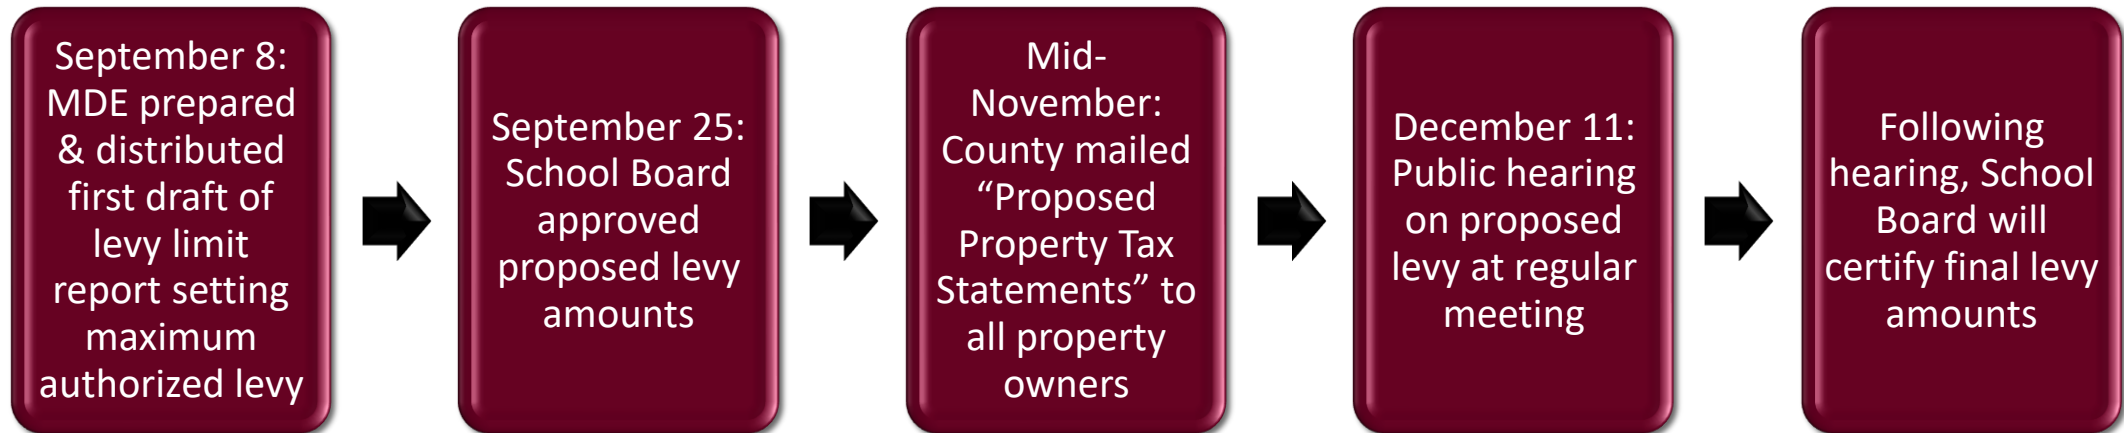 September 8:
MDE prepared
& distributed
first draft of
levy limit
report setting
maximum
authorized levy
September 25:
School Board
approved
proposed levy
amounts
Mid-
November:
County mailed
“Proposed
Property Tax
Statements” to
all property
owners
December 11:
Public hearing
on proposed
levy at regular
meeting
Following
hearing, School
Board will
certify final levy
amounts